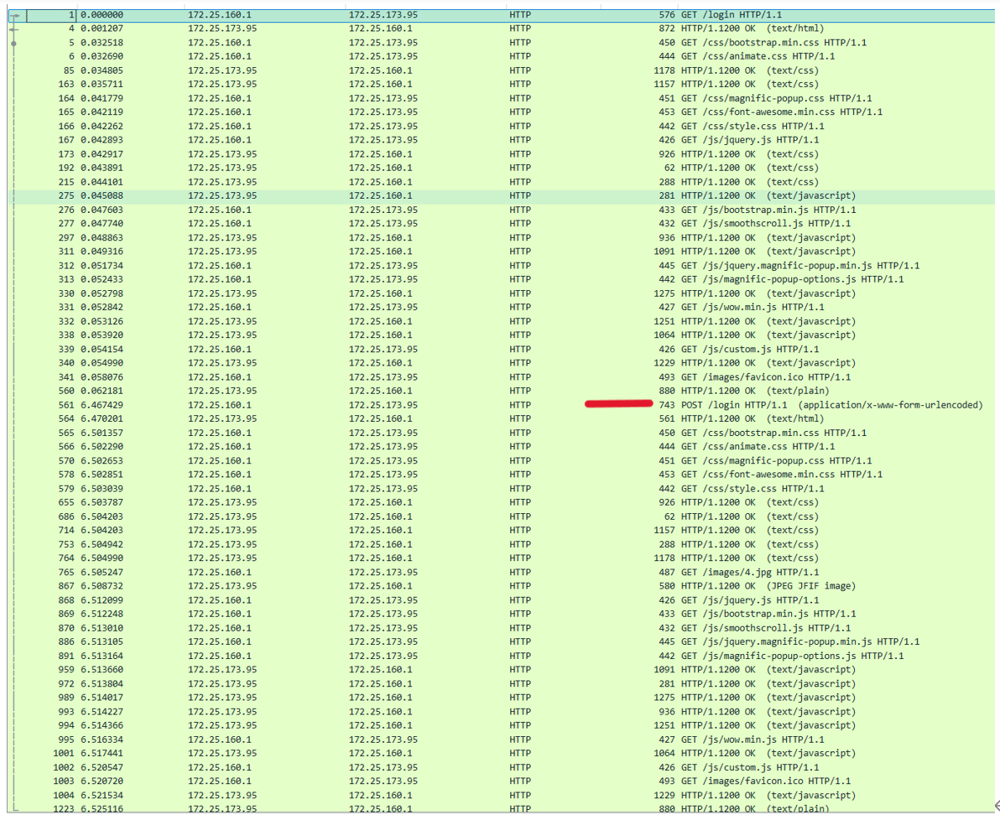 1 0.000000 172.25.160.1 172.25.173.95 HTTP 576 GET /login HTTP/1.1
4 0.001207 172.25.173.95 172.25.160.1 HTTP 872 HTTP/1.1200 OK (text/html)
5 0.032518 172.25.160.1 172.25.173.95 HTTP 450 GET /css/bootstrap.min.css HTTP/1.1
6 0.032690 172.25.160.1 172.25.173.95 HTTP 444 GET /css/animate.css HTTP/1.1
85 0.034805 172.25.173.95 172.25.160.1 HTTP 1178 HTTP/1.1200 OK (text/css)
163 0.035711 172.25.173.95 172.25.160.1 HTTP 1157 HTTP/1.1200 OK (text/css)
164 0.041779 172.25.160.1 172.25.173.95 HTTP 451 GET /css/magnific-popup.css HTTP/1.1
165 0.042119 172.25.160.1 172.25.173.95 HTTP 453 GET /css/font-awesome.min.css HTTP/1.1
166 0.042262 172.25.160.1 172.25.173.95 HTTP 442 GET /css/style.css HTTP/1.1
167 0.042893 172.25.160.1 172.25.173.95 HTTP 426 GET /js/jquery.js HTTP/1.1
173 0.042917 172.25.173.95 172.25.160.1 HTTP 926 HTTP/1.1200 OK (text/css)
192 0.043891 172.25.173.95 172.25.160.1 HTTP 62 HTTP/1.1200 OK (text/css)
215 0.044101 172.25.173.95 172.25.160.1 HTTP 288 HTTP/1.1200 OK (text/css)
275 0.045088 172.25.173.95 172.25.160.1 HTTP 281 HTTP/1.1200 OK (text/javascript)
276 0.047603 172.25.160.1 172.25.173.95 HTTP 433 GET /js/bootstrap.min.js HTTP/1.1
277 0.047740 172.25.160.1 172.25.173.95 HTTP 432 GET /js/smoothscroll.js HTTP/1.1
297 0.048863 172.25.173.95 172.25.160.1 HTTP 936 HTTP/1.1200 OK (text/javascript)
311 0.049316 172.25.173.95 172.25.160.1 HTTP 1091 HTTP/1.1200 OK (text/javascript)
312 0.051734 172.25.160.1 172.25.173.95 HTTP 445 GET /js/jquery.magnific-popup.min.js HTTP/1.1
313 0.052433 172.25.160.1 172.25.173.95 HTTP 442 GET /js/magnific-popup-options.js HTTP/1.1
330 0.052798 172.25.173.95 172.25.160.1 HTTP 1275 HTTP/1.1200 OK (text/javascript)
331 0.052842 172.25.160.1 172.25.173.95 HTTP 427 GET /js/wow.min.js HTTP/1.1
332 0.053126 172.25.173.95 172.25.160.1 HTTP 1251 HTTP/1.1200 OK (text/javascript)
338 0.053920 172.25.173.95 172.25.160.1 HTTP 1064 HTTP/1.1200 OK (text/javascript)
339 0.054154 172.25.160.1 172.25.173.95 HTTP 426 GET /js/custom.js HTTP/1.1
340 0.054990 172.25.173.95 172.25.160.1 HTTP 1229 HTTP/1.1200 OK (text/javascript)
341 0.058076 172.25.160.1 172.25.173.95 HTTP 493 GET /images/favicon.ico HTTP/1.1
560 0.062181 172.25.173.95 172.25.160.1 HTTP 880 HTTP/1.1200 OK (text/plain)
561 6.467429 172.25.160.1 172.25.173.95 HTTP 743 POST /login HTTP/1.1 (application/x-www-form-urlencoded)
564 6.470201 172.25.173.95 172.25.160.1 HTTP 561 HTTP/1.1200 OK (text/html)
565 6.501357 172.25.160.1 172.25.173.95 HTTP 450 GET /css/bootstrap.min.css HTTP/1.1
566 6.502290 172.25.160.1 172.25.173.95 HTTP 444 GET /css/animate.css HTTP/1.1
570 6.502653 172.25.160.1 172.25.173.95 HTTP 451 GET /css/magnific-popup.css HTTP/1.1
578 6.502851 172.25.160.1 172.25.173.95 HTTP 453 GET /css/font-awesome.min.css HTTP/1.1
579 6.503039 172.25.160.1 172.25.173.95 HTTP 442 GET /css/style.css HTTP/1.1
655 6.503787 172.25.173.95 172.25.160.1 HTTP 926 HTTP/1.1200 OK (text/css)
686 6.504203 172.25.173.95 172.25.160.1 HTTP 62 HTTP/1.1200 OK (text/css)
714 6.504203 172.25.173.95 172.25.160.1 HTTP 1157 HTTP/1.1200 OK (text/css)
753 6.504942 172.25.173.95 172.25.160.1 HTTP 288 HTTP/1.1200 OK (text/css)
764 6.504990 172.25.173.95 172.25.160.1 HTTP 1178 HTTP/1.1200 OK (text/css)
765 6.505247 172.25.160.1 172.25.173.95 HTTP 487 GET /images/4.jpg HTTP/1.1
867 6.508732 172.25.173.95 172.25.160.1 HTTP 580 HTTP/1.1200 OK (JPEG JFIF image)
868 6.512099 172.25.160.1 172.25.173.95 HTTP 426 GET /js/jquery.js HTTP/1.1
869 6.512248 172.25.160.1 172.25.173.95 HTTP 433 GET /js/bootstrap.min.js HTTP/1.1
870 6.513010 172.25.160.1 172.25.173.95 HTTP 432 GET /js/smoothscroll.js HTTP/1.1
886 6.513105 172.25.160.1 172.25.173.95 HTTP 445 GET /js/jquery.magnific-popup.min.js HTTP/1.1
891 6.513164 172.25.160.1 172.25.173.95 HTTP 442 GET /js/magnific-popup-options.js HTTP/1.1
959 6.513660 172.25.173.95 172.25.160.1 HTTP 1091 HTTP/1.1200 OK (text/javascript)
972 6.513804 172.25.173.95 172.25.160.1 HTTP 281 HTTP/1.1200 OK (text/javascript)
989 6.514017 172.25.173.95 172.25.160.1 HTTP 1275 HTTP/1.1200 OK (text/javascript)
993 6.514227 172.25.173.95 172.25.160.1 HTTP 936 HTTP/1.1200 OK (text/javascript)
994 6.514366 172.25.173.95 172.25.160.1 HTTP 1251 HTTP/1.1200 OK (text/javascript)
995 6.516334 172.25.160.1 172.25.173.95 HTTP 427 GET /js/wow.min.js HTTP/1.1
1001 6.517441 172.25.173.95 172.25.160.1 HTTP 1064 HTTP/1.1200 OK (text/javascript)
1002 6.520547 172.25.160.1 172.25.173.95 HTTP 426 GET /js/custom.js HTTP/1.1
1003 6.520720 172.25.160.1 172.25.173.95 HTTP 493 GET /images/favicon.ico HTTP/1.1
1004 6.521534 172.25.173.95 172.25.160.1 HTTP 1229 HTTP/1.1200 OK (text/javascript)
1223 6.525116 172.25.173.95 172.25.160.1 HTTP 880 HTTP/1.1200 OK (text/plain)